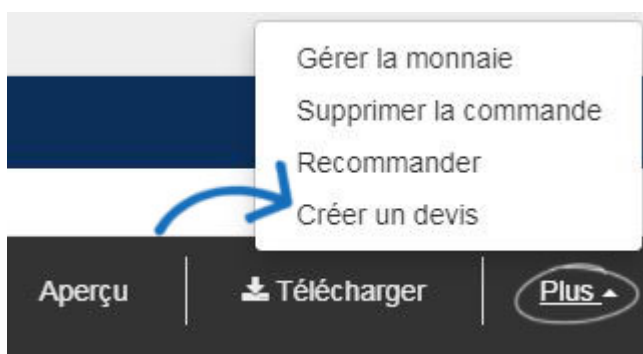 Gérer la monnaie
Supprimer la commande
Recommander
Créer un devis
Aperçu
Télécharger
Plus